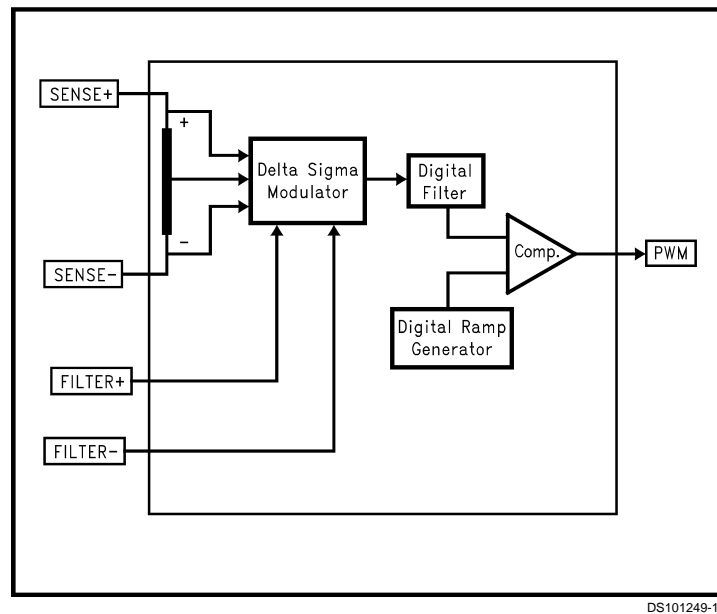 SENSE+
+
Delta Sigma
Modulator
Digital
Filter
-
SENSE-
Comp.
PWM
Digital Ramp
Generator
FILTER+
FILTER-
DS101249-1